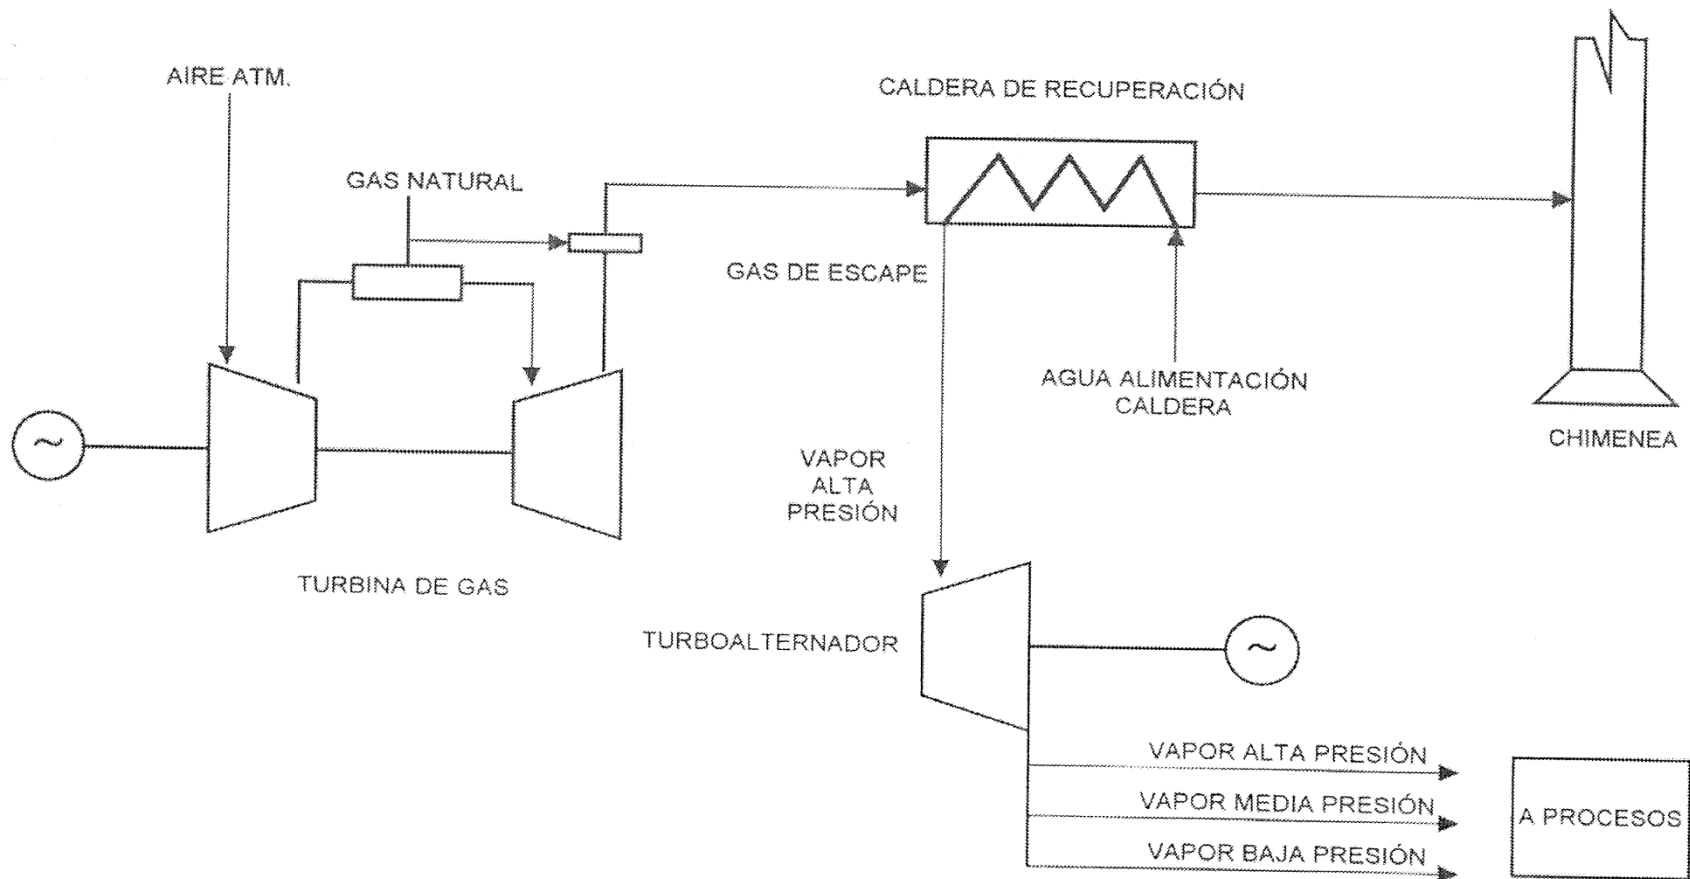 AIRE ATM.
CALDERA DE RECUPERACIÓN
GAS NATURAL
GAS DE ESCAPE
AGUA ALIMENTACIÓN
CALDERA
CHIMENEA
VAPOR
ALTA
PRESIÓN
~
TURBINA DE GAS
TURBOALTERNADOR
~
VAPOR ALTA PRESIÓN
VAPOR MEDIA PRESIÓN
VAPOR BAJA PRESIÓN
A PROCESOS